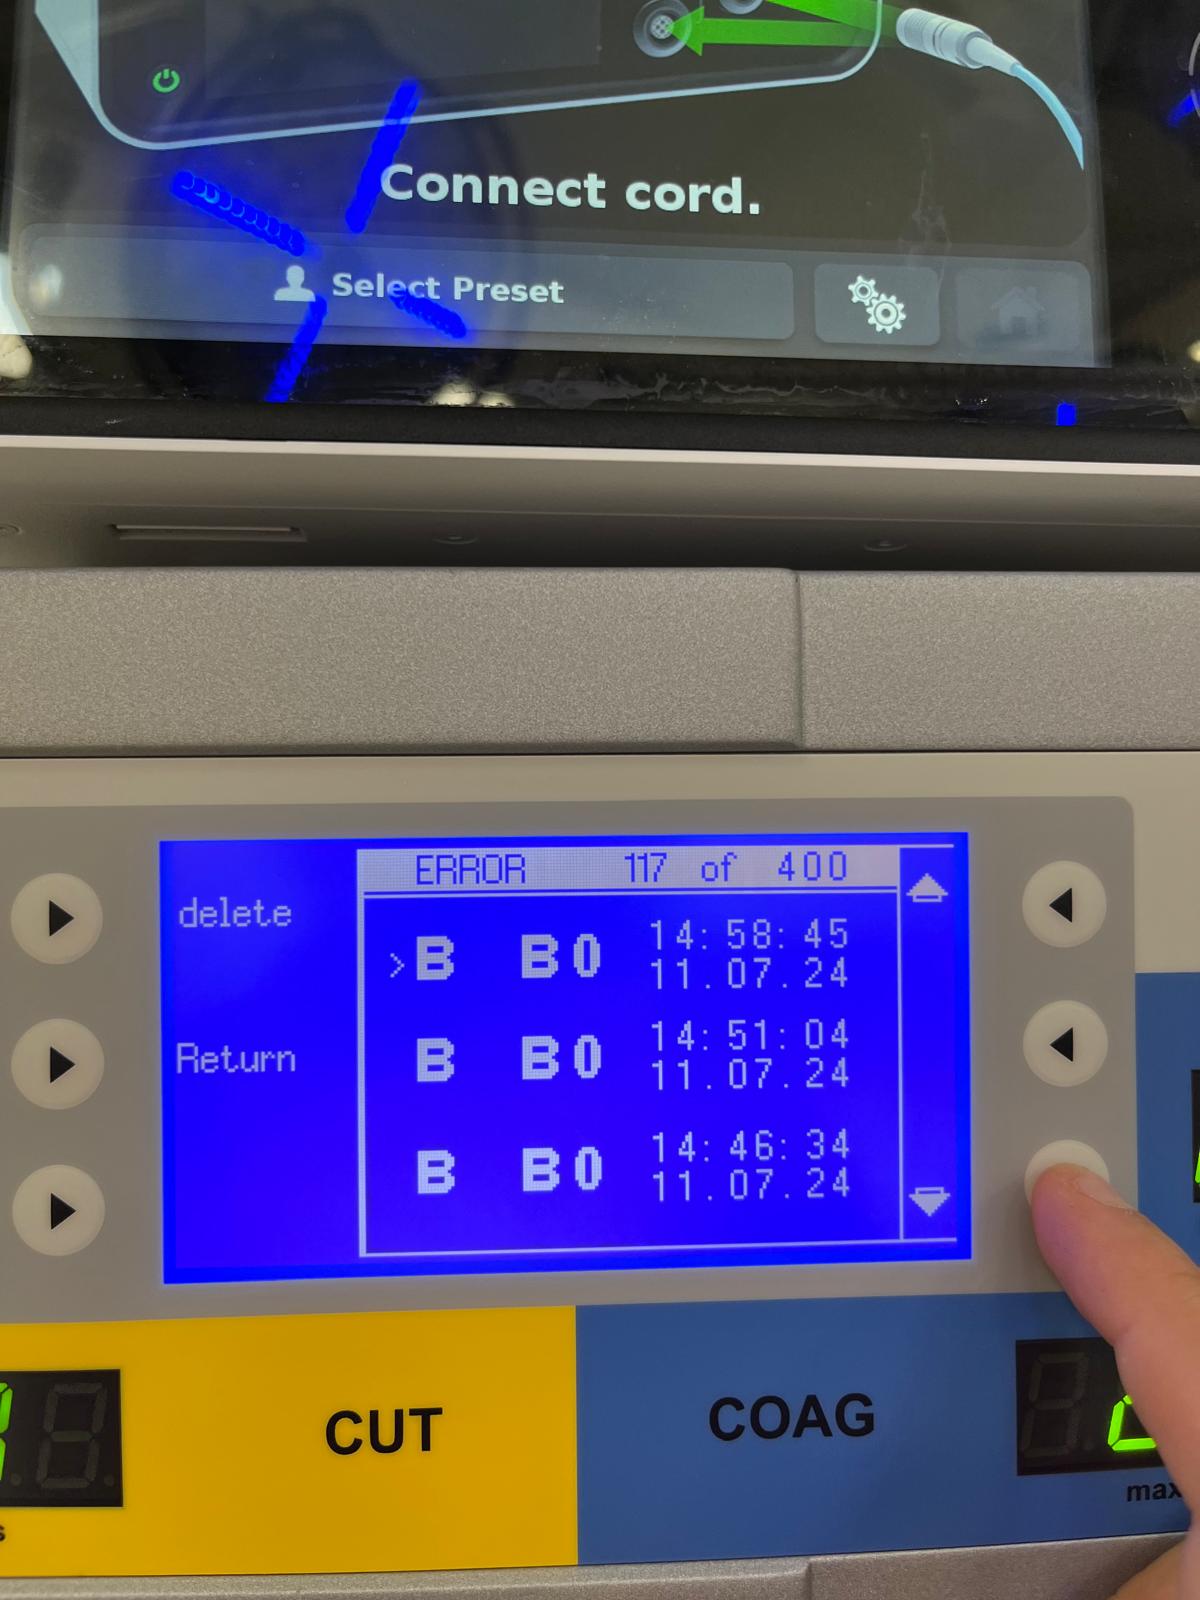 Connect cord.
Select Preset
ERROR 117 of 400
delete
>B B0 14:58:45
11.07.24
Return
B B0 14:51:04
11.07.24
B B0 14:46:34
11.07.24
CUT
COAG
max